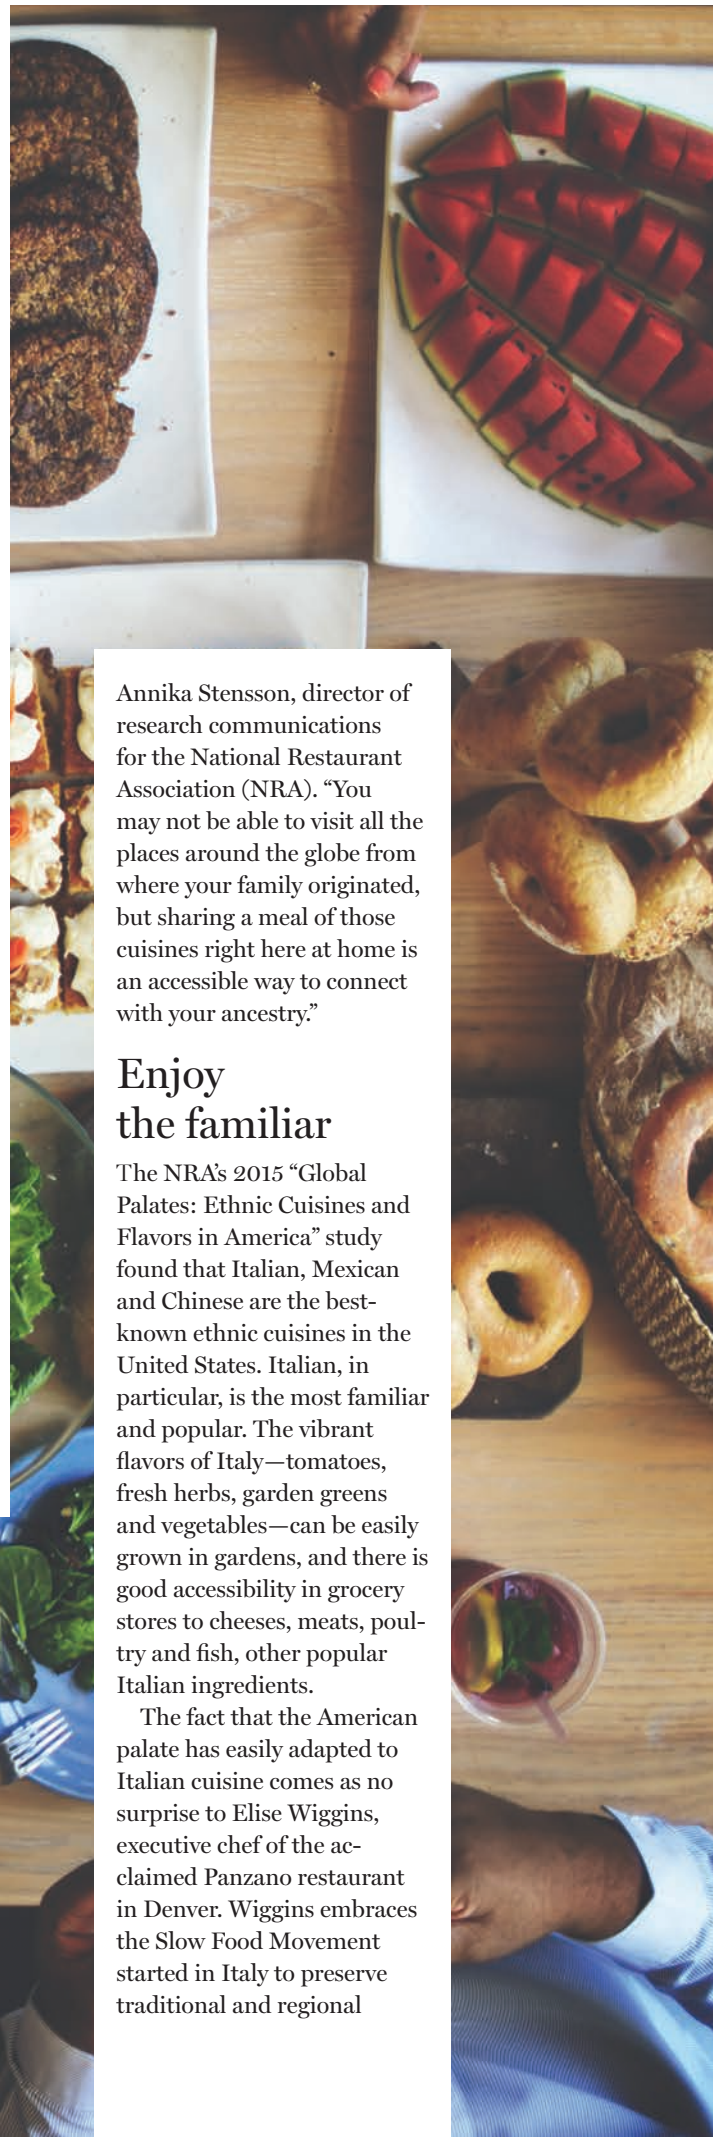 Annika Stensson, director of
research communications
for the National Restaurant
Association (NRA). “You
may not be able to visit all the
places around the globe from
where your family originated,
but sharing a meal of those
cuisines right here at home is
an accessible way to connect
with your ancestry.”
Enjoy
the familiar
The NRA’s 2015 “Global
Palates: Ethnic Cuisines and
Flavors in America” study
found that Italian, Mexican
and Chinese are the best-
known ethnic cuisines in the
United States. Italian, in
particular, is the most familiar
and popular. The vibrant
flavors of Italy—tomatoes,
fresh herbs, garden greens
and vegetables—can be easily
grown in gardens, and there is
good accessibility in grocery
stores to cheeses, meats, poul-
try and fish, other popular
Italian ingredients.
The fact that the American
palate has easily adapted to
Italian cuisine comes as no
surprise to Elise Wiggins,
executive chef of the ac-
claimed Panzano restaurant
in Denver. Wiggins embraces
the Slow Food Movement
started in Italy to preserve
traditional and regional